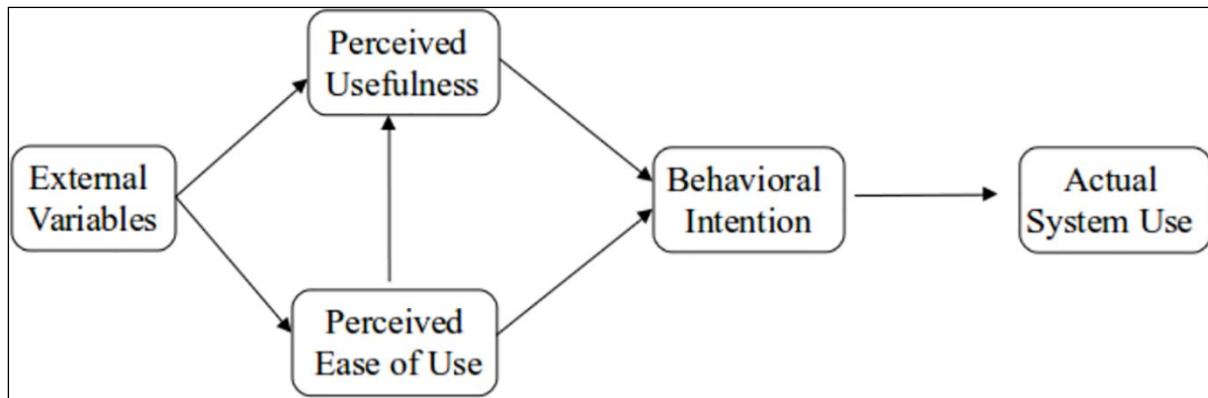 Perceived
Usefulness
External
Variables
Behavioral
Intention
Actual
System Use
Perceived
Ease of Use